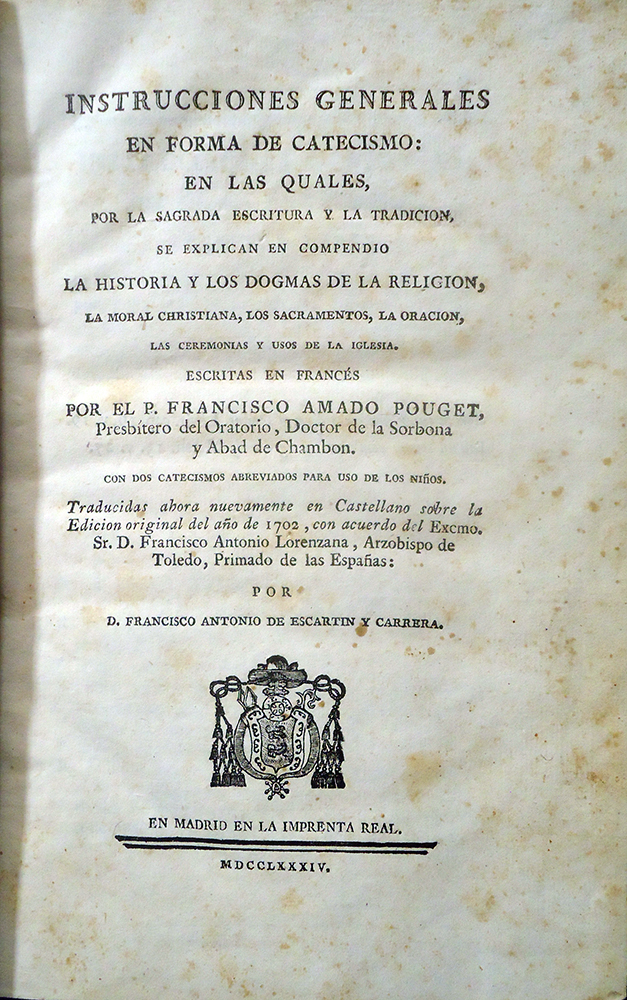 INSTRUCCIONES GENERALES
EN FORMA DE CATECISMO:
EN LAS QUALES,
POR LA SAGRADA ESCRITURA Y LA TRADICION,
SE EXPLICAN EN COMPENDIO
LA HISTORIA Y LOS DOGMAS DE LA RELIGION,
LA MORAL CHRISTIANA, LOS SACRAMENTOS, LA ORACION,
LAS CEREMONIAS Y USOS DE LA IGLESIA.
ESCRITAS EN FRANCÉS
POR EL P. FRANCISCO AMADO POUGET,
Presbítero del Oratorio, Doctor de la Sorbona
y Abad de Chambon.
CON DOS CATECISMOS ABREVIADOS PARA USO DE LOS NIñOS.
Traducidas ahora nuevamente en Castellano sobre la
Edicion original del año de 1702, con acuerdo del Excmo.
Sr. D. Francisco Antonio Lorenzana, Arzobispo de
Toledo, Primado de las Españas:
POR
D. FRANCISCO ANTONIO DE ESCARTIN Y CARRERA.
EN MADRID EN LA IMPRENTA REAL.
MDCCLXXXIV.